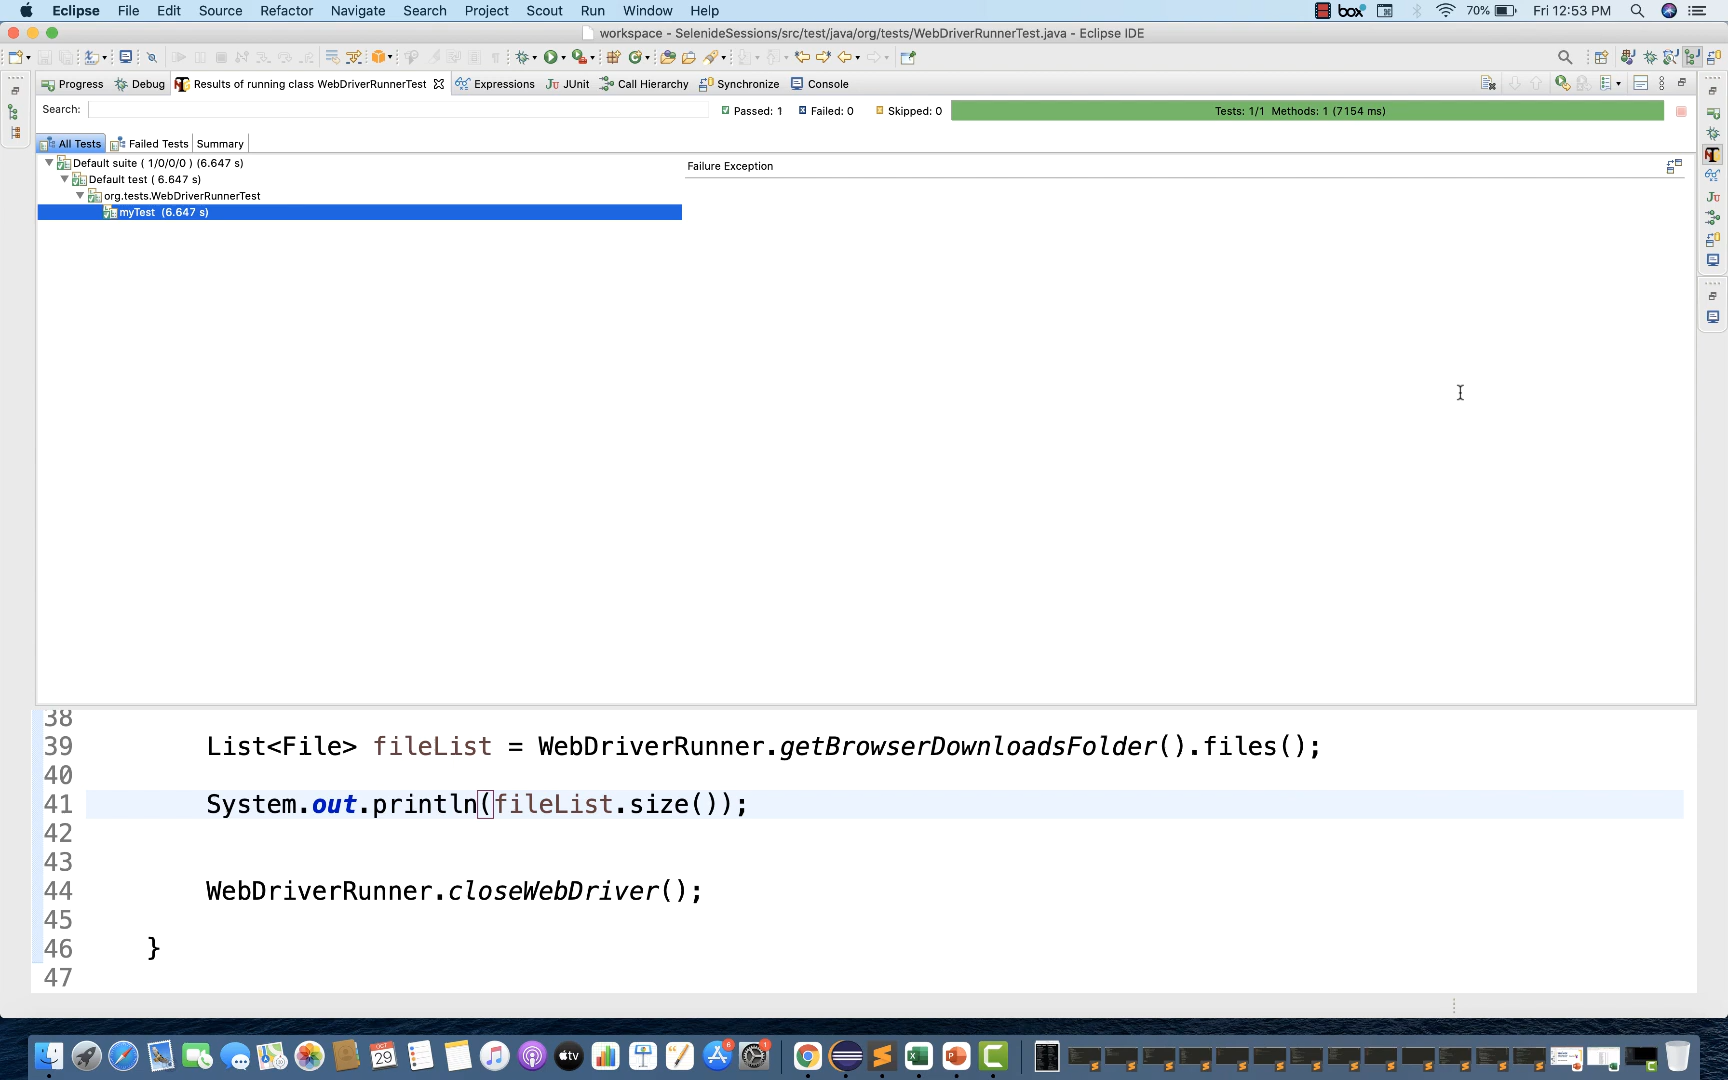 Eclipse File Edit Source Refactor Navigate Search Project Scout Run Window Help box 70% Fri 12:53 PM
workspace - SelenideSessions/src/test/java/org/tests/WebDriverRunnerTest.java - Eclipse IDE
Progress Debug Results of running class WebDriverRunnerTest Expressions JUnit Call Hierarchy Synchronize Console
Search: Passed: 1 Failed: 0 Skipped: 0 Tests: 1/1 Methods: 1 (7154 ms)
All Tests Failed Tests Summary
Default suite ( 1/0/0/0 ) (6.647 s)
Failure Exception
Default test ( 6.647 s)
org.tests.WebDriverRunnerTest
myTest (6.647 s)
38
39 List<File> fileList = WebDriverRunner.getBrowserDownloadsFolder().files();
40
41 System.out.println(fileList.size());
42
43
44 WebDriverRunner.closeWebDriver();
45
46 }
47
OCT
29
tv